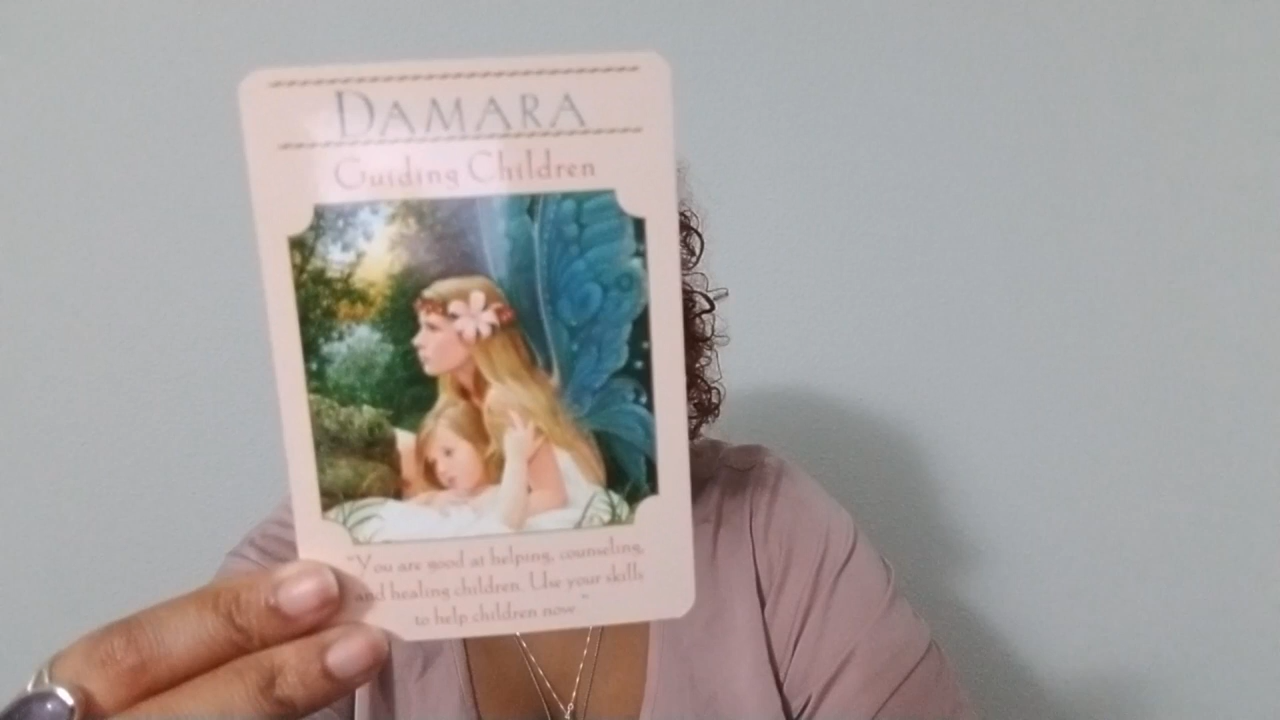 DAMARA
Guiding Children
"You are good at helping, counseling,
and healing children. Use your skills
to help children now."